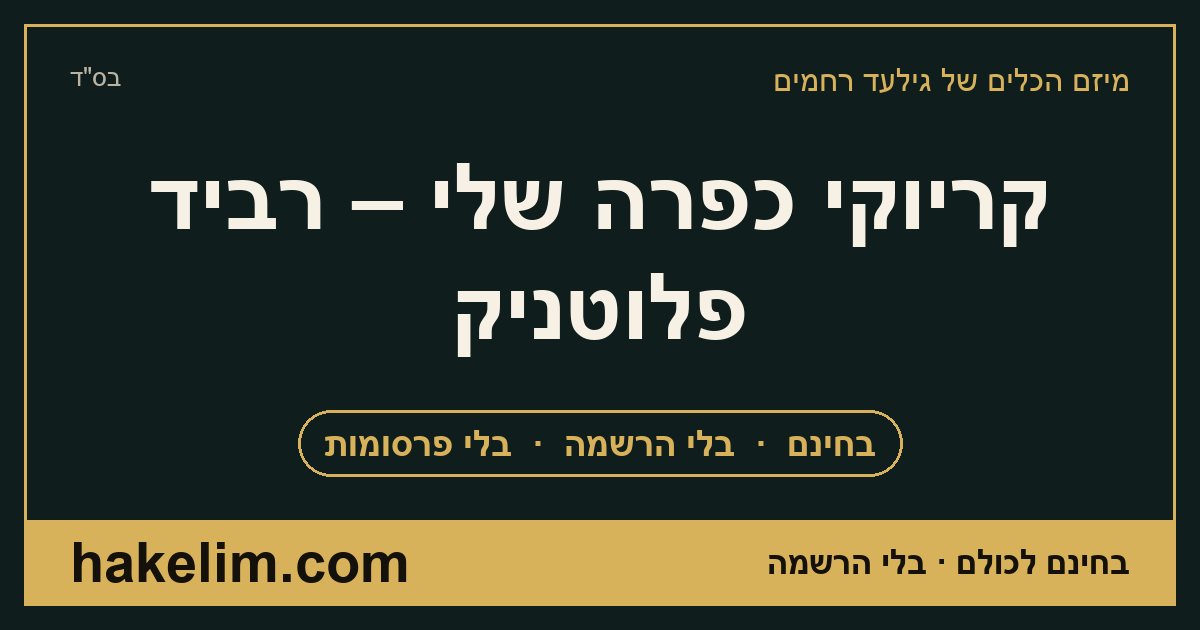 מיזם הכלים של גילעד רחמים
בס"ד
קריוקי כפרה שלי – רביד
פלוטניק
בחינם · בלי הרשמה · בלי פרסומות
בחינם לכולם · בלי הרשמה
hakelim.com